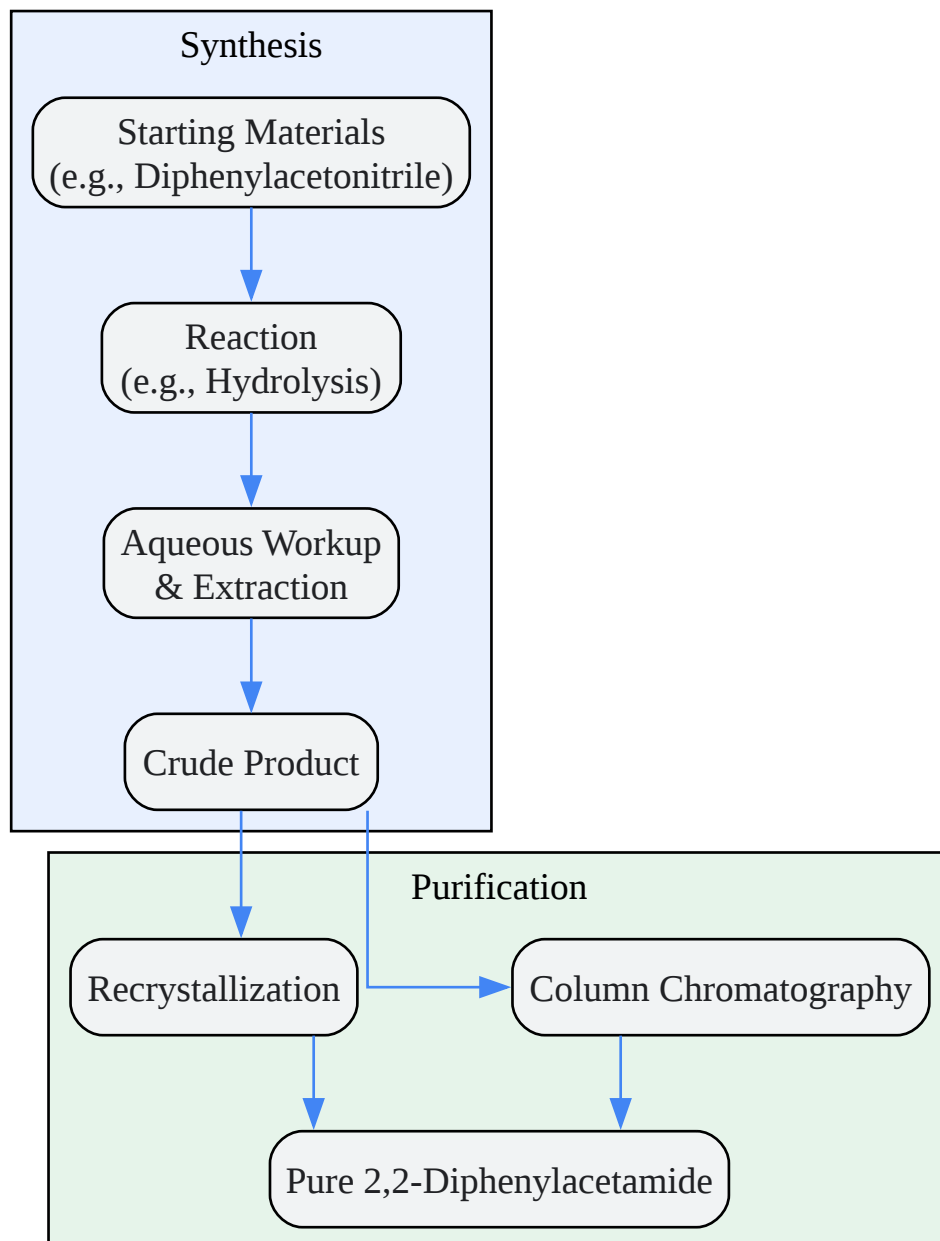 Synthesis
Starting Materials
(e.g., Diphenylacetonitrile)
Reaction
(e.g., Hydrolysis)
Aqueous Workup
& Extraction
Crude Product
Purification
Recrystallization
Column Chromatography
Pure 2,2-Diphenylacetamide